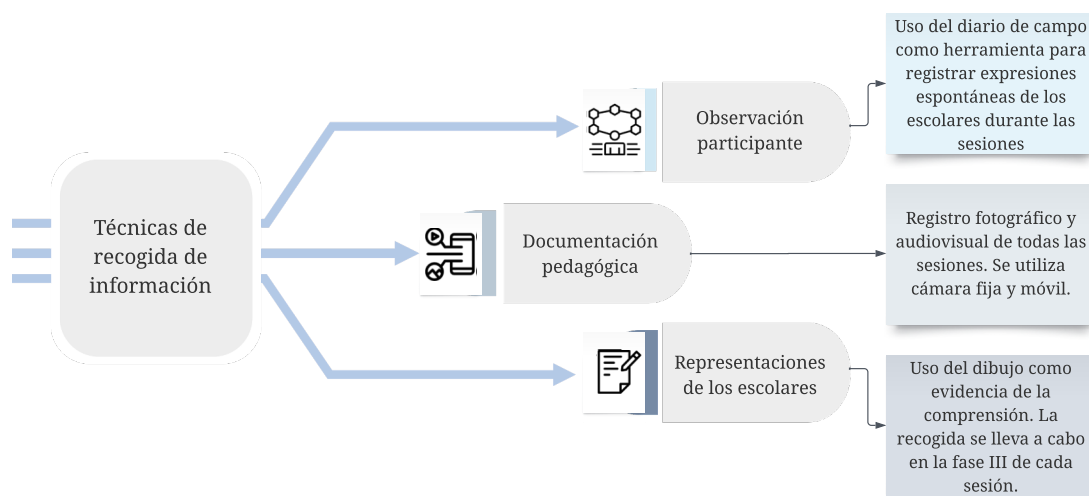 Técnicas de
recogida de
información
Observación
participante
Uso del diario de campo
como herramienta para
registrar expresiones
espontáneas de los
escolares durante las
sesiones
Documentación
pedagógica
Registro fotográfico y
audiovisual de todas las
sesiones. Se utiliza
cámara fija y móvil.
Representaciones
de los escolares
Uso del dibujo como
evidencia de la
comprensión. La
recogida se lleva a cabo
en la fase III de cada
sesión.